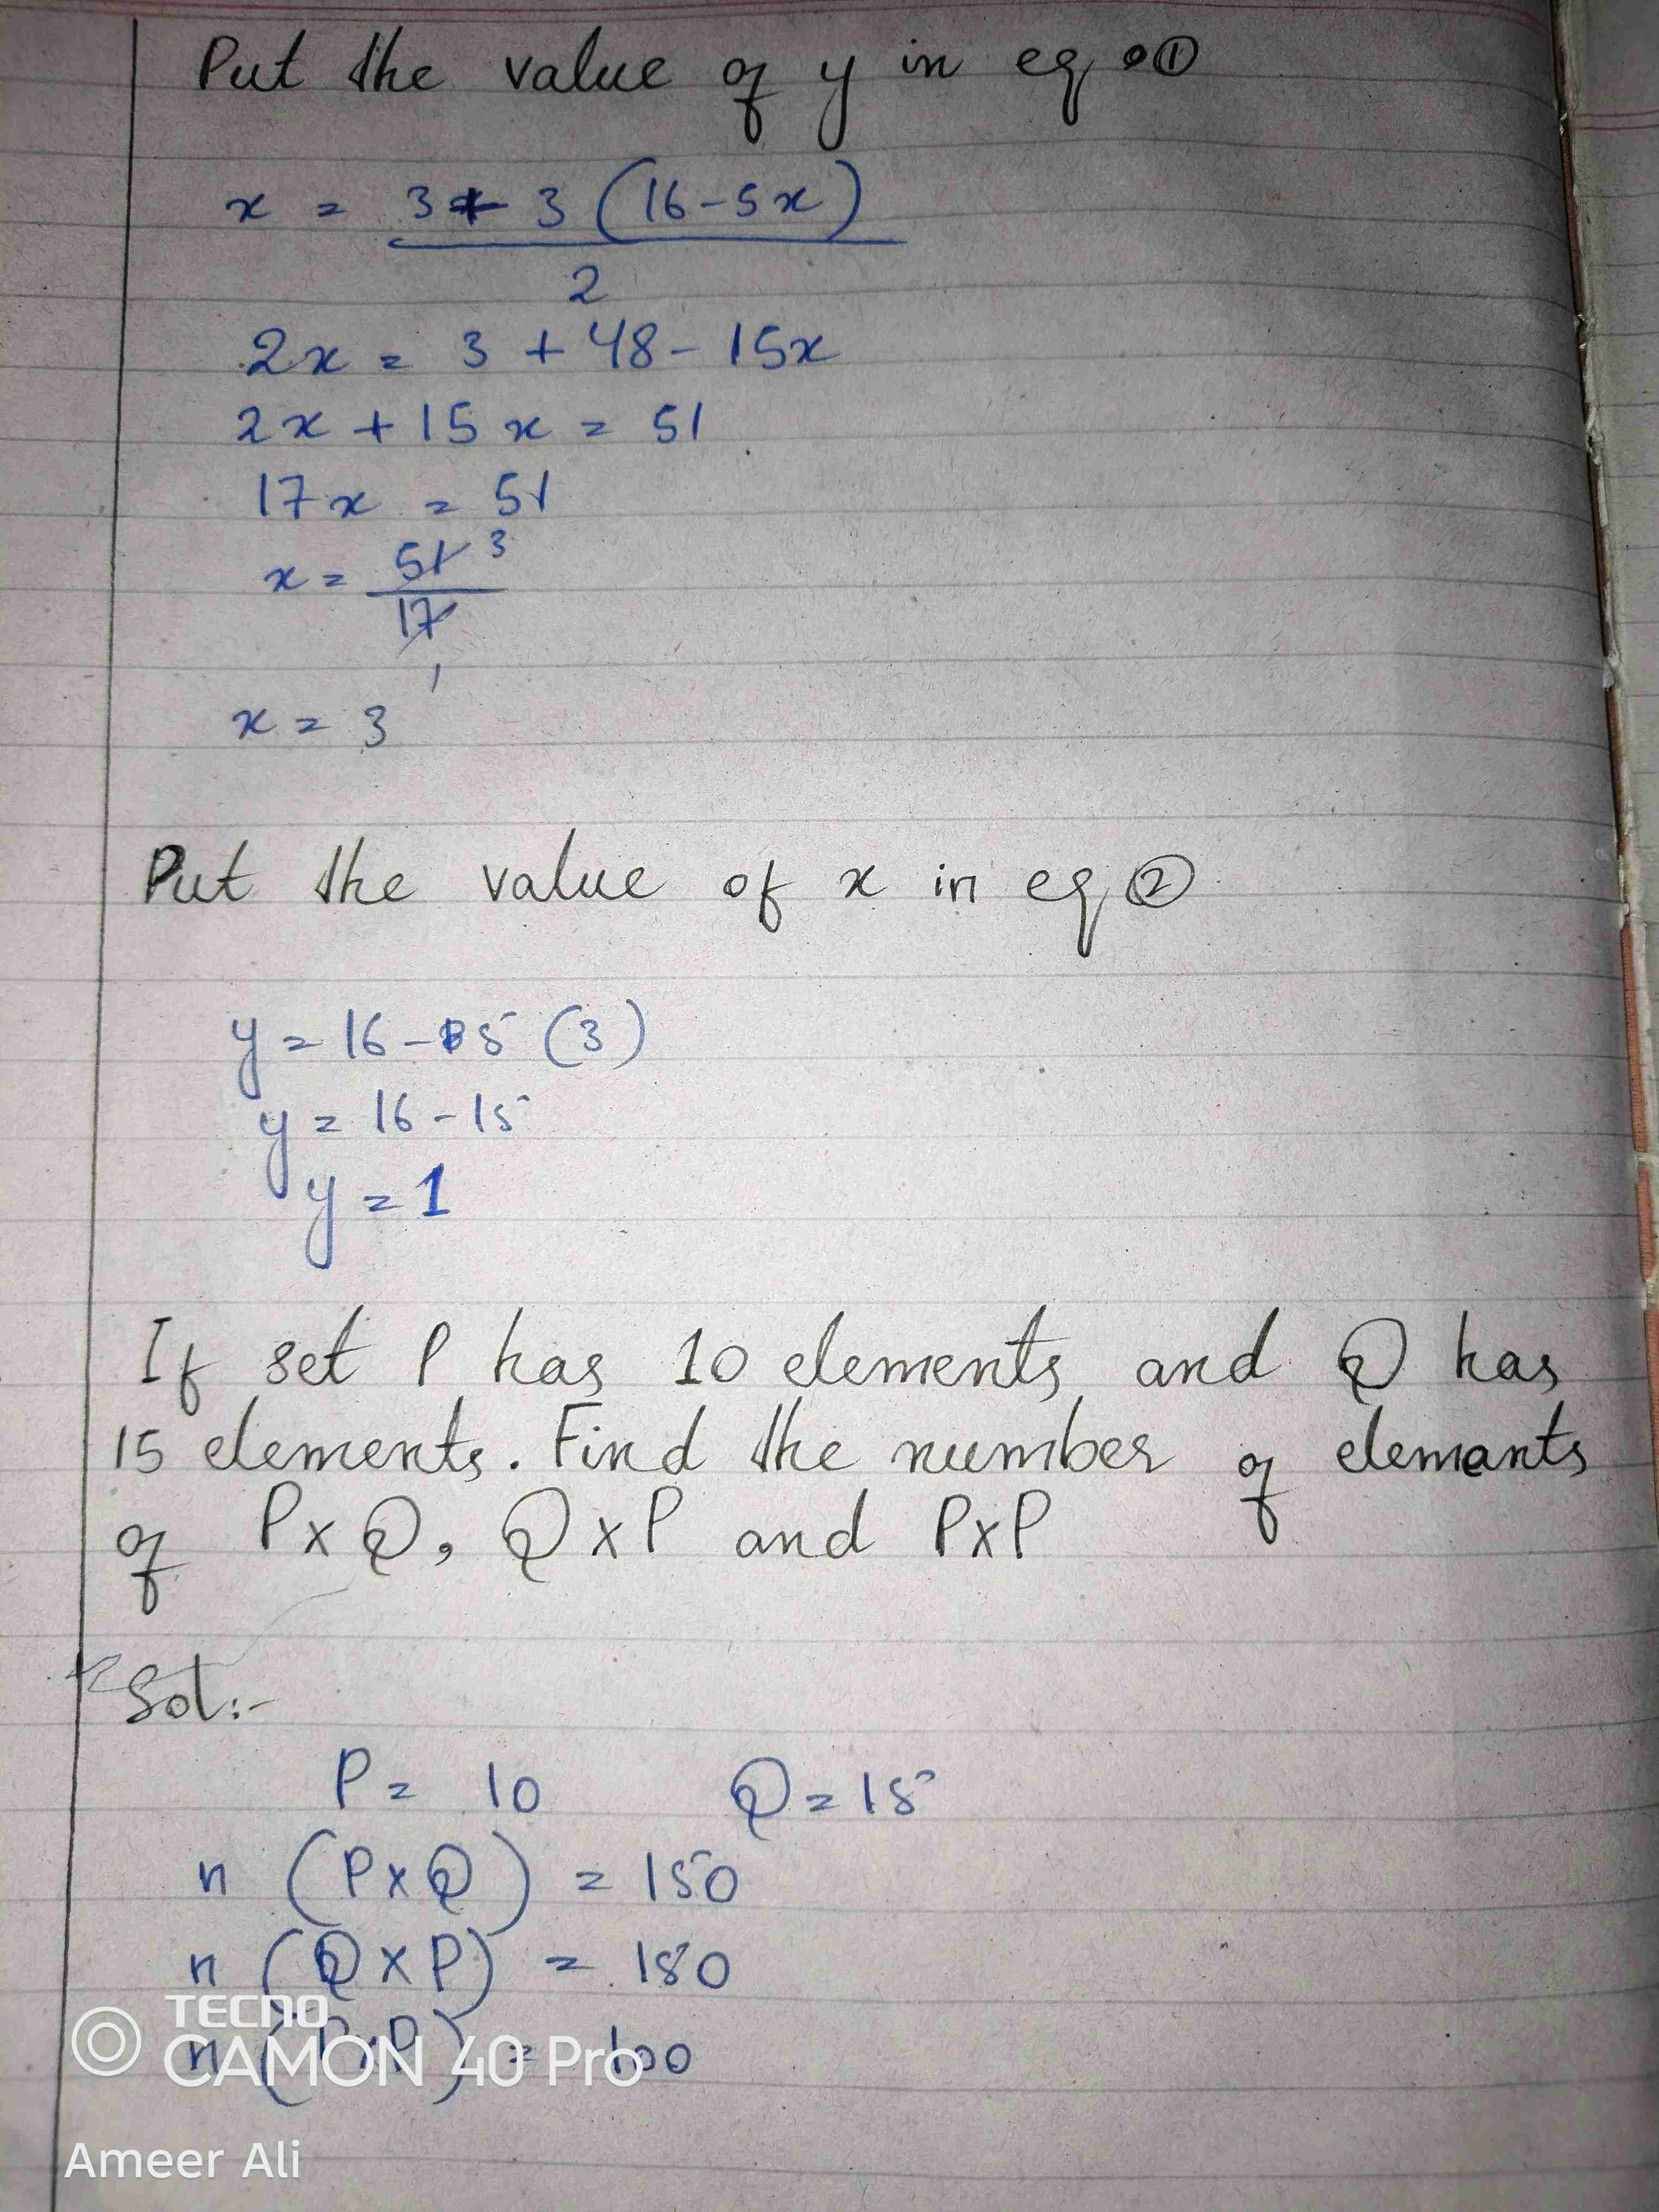 Put the value of y in eq ①
x = 3 + 3 (16-5x)
2
2x = 3 + 48 - 15x
2x + 15x = 51
17x = 51
x = 51 3
17
1
x = 3
Put the value of x in eq ②
y = 16 - 5 (3)
y = 16 - 15
y = 1
If set P has 10 elements and Q has
15 elements. Find the number of elemants
of P x Q, Q x P and P x P
Sol:-
P = 10 Q = 15
n (P x Q) = 150
n (Q x P) = 150
n (P x P) = 100
TECNO
CAMON 40 Pro
Ameer Ali